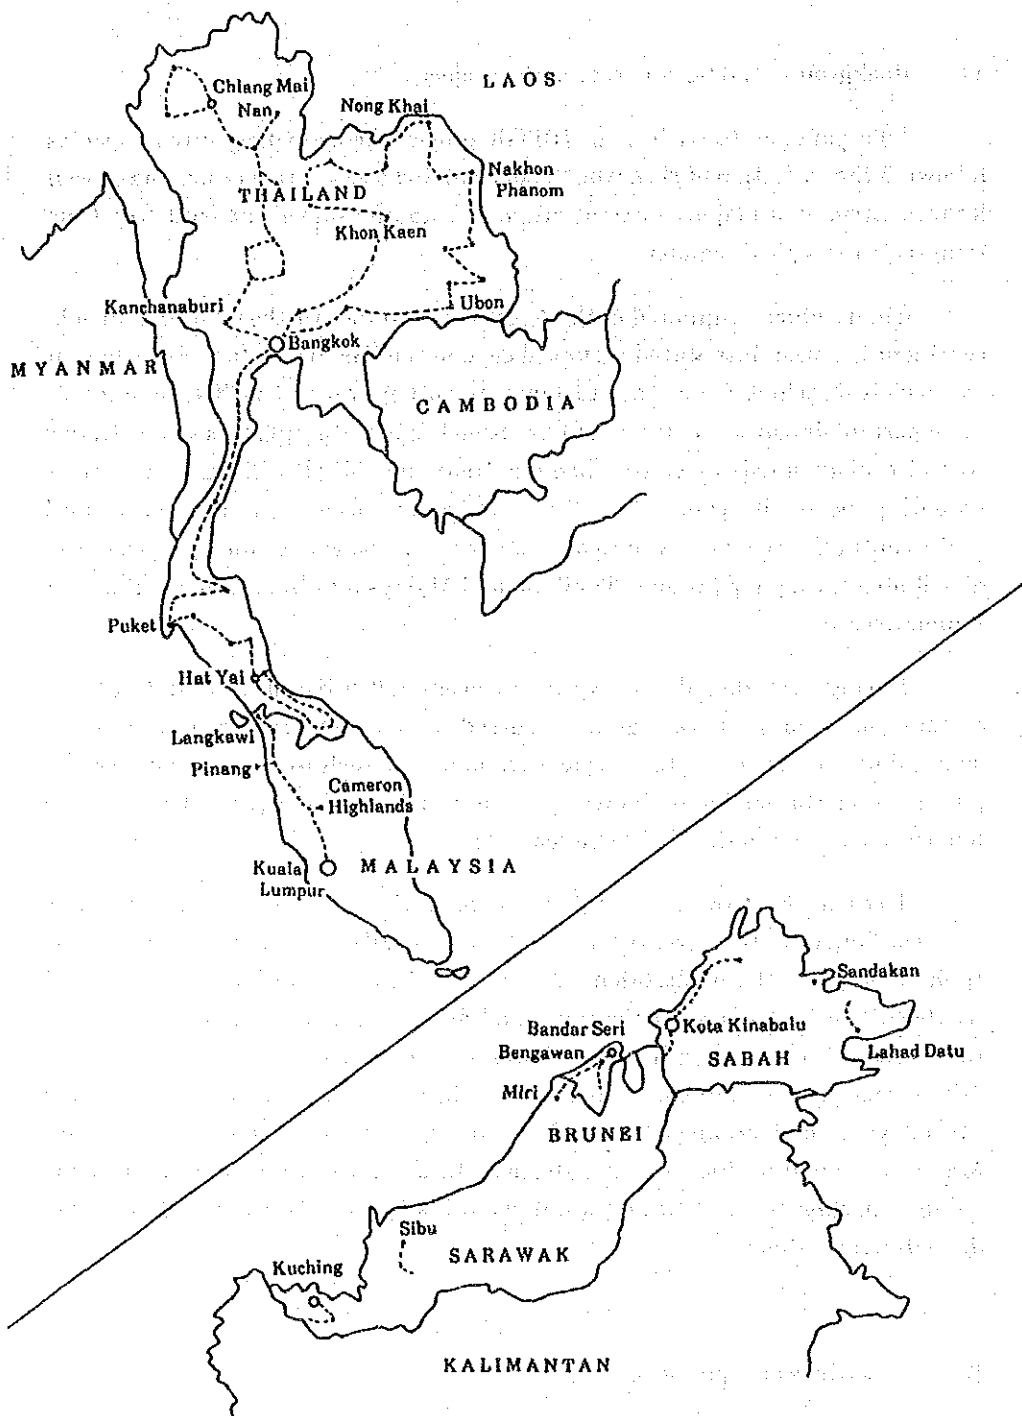 LAOS
Chlang Mai
Nan
Nong Khai
Nakhon
Phanom
THAILAND
Khon Kaen
Kanchanaburi
Ubon
Bangkok
MYANMAR
CAMBODIA
Puket
Hat Yai
Langkawi
Pinang
Cameron
Highlands
Kuala
Lumpur
MALAYSIA
Sandakan
Bandar Seri
Bengawan
Kota Kinabalu
SABAH
Lahad Datu
Miri
BRUNEI
Sibu
SARAWAK
Kuching
KALIMANTAN